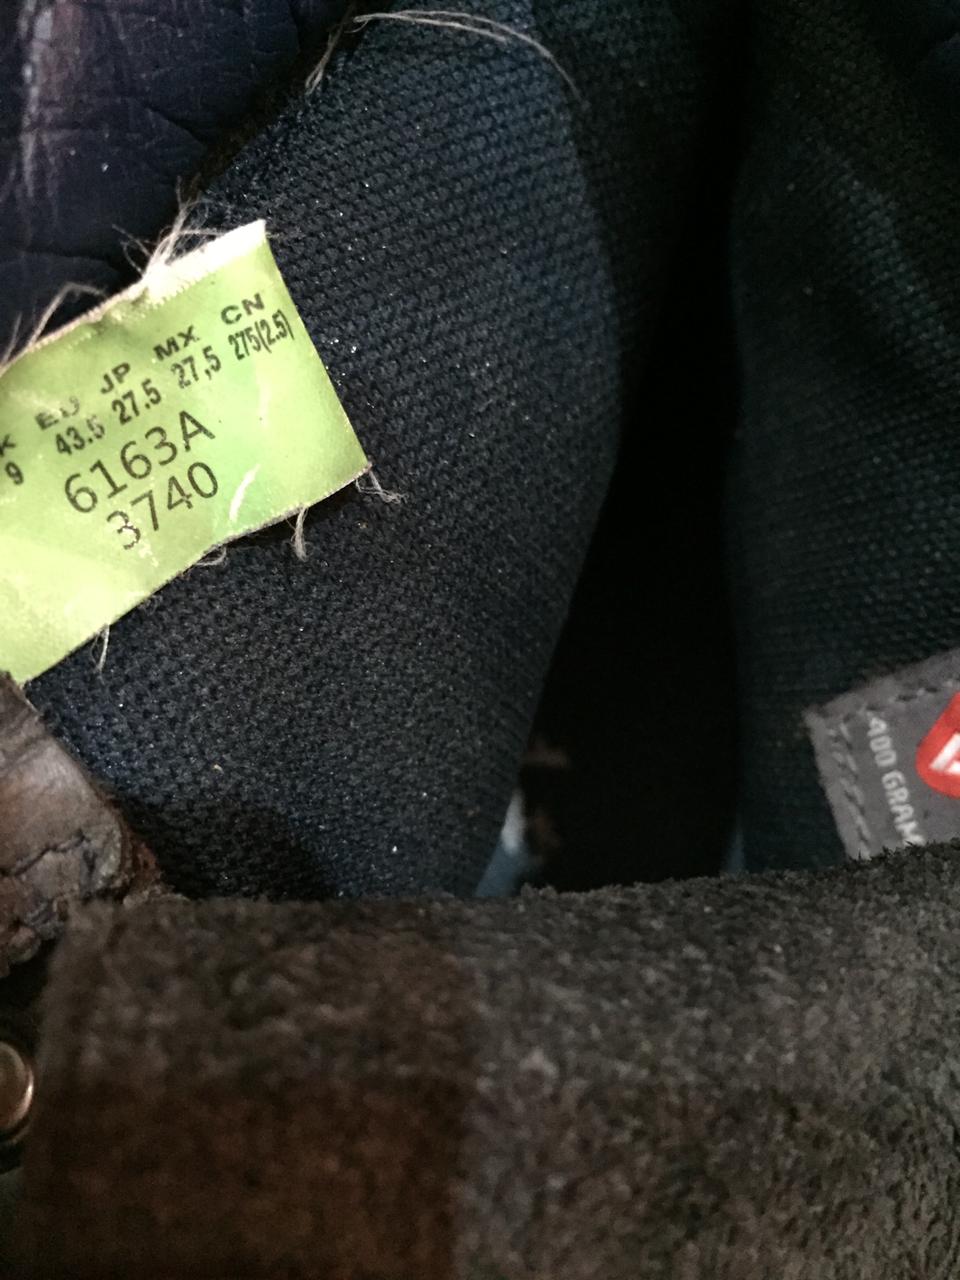 K EU JP MX CN
9 43.5 27.5 27,5 275(2.5)
6163A
3740
400 GRAM